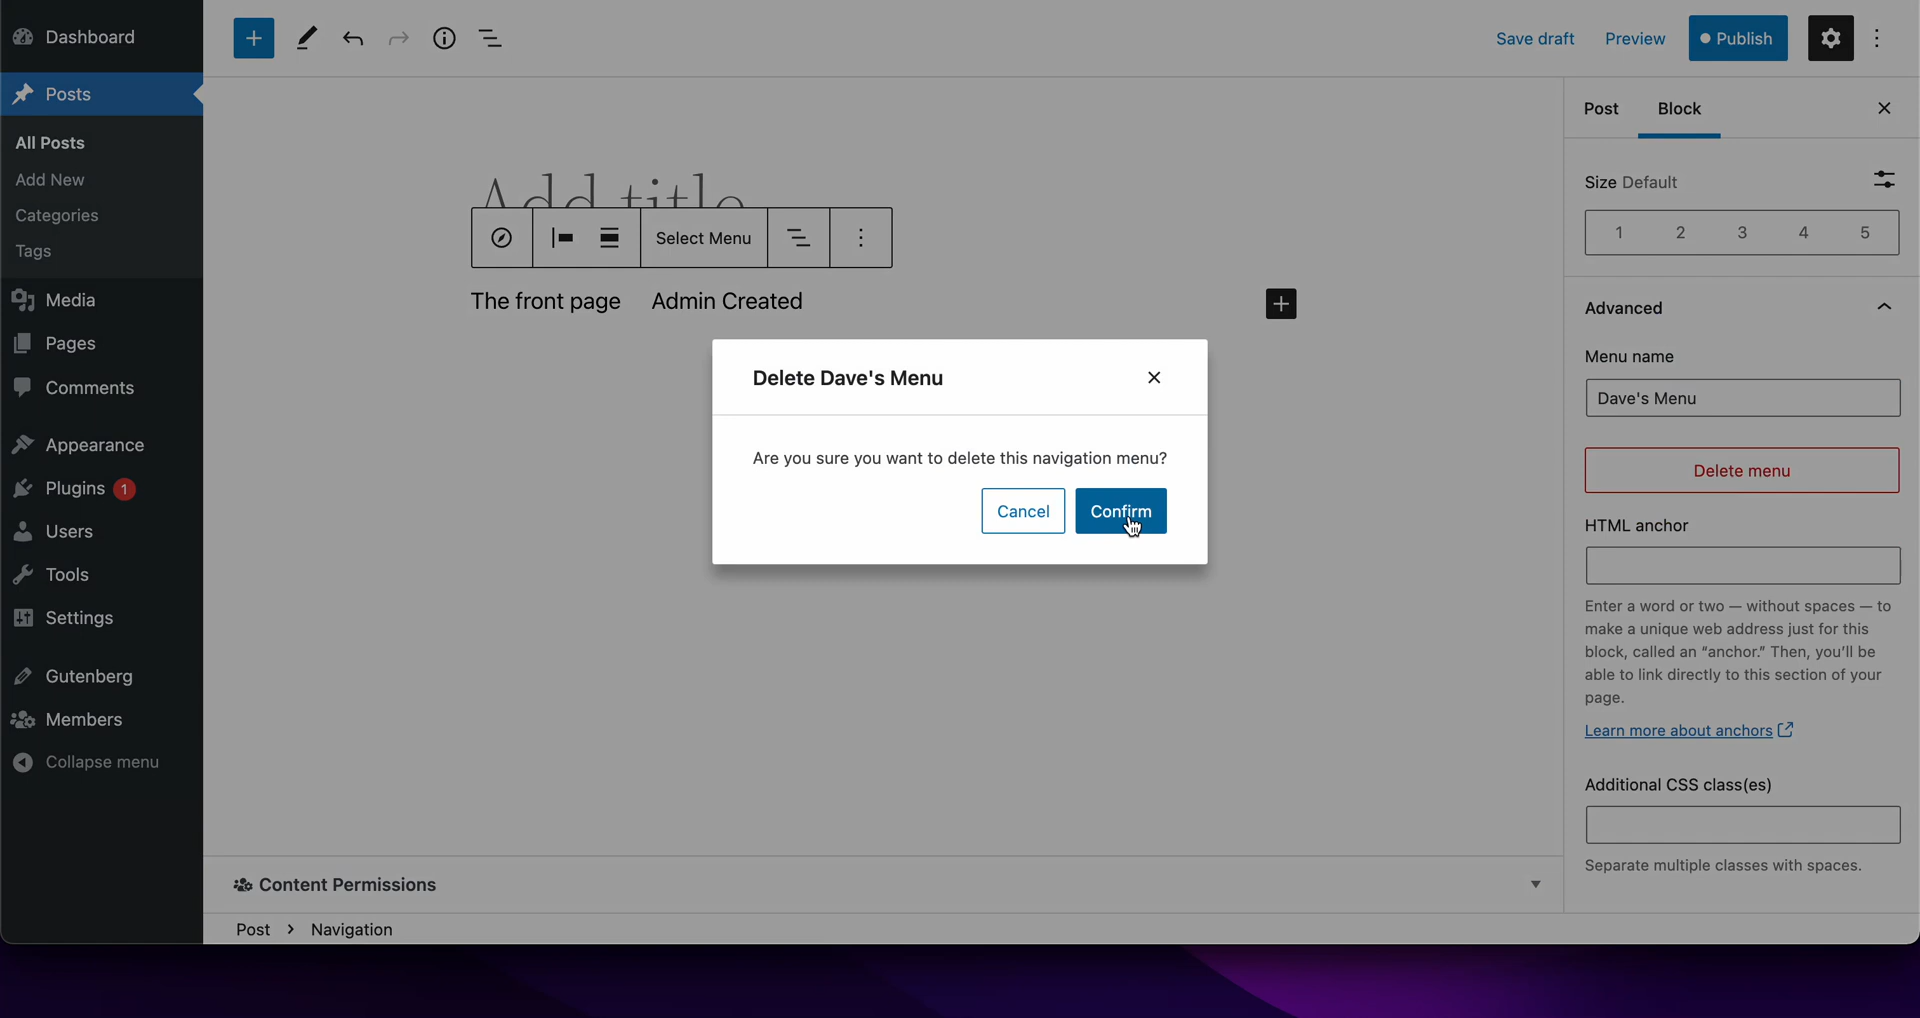 Dashboard
Posts
All Posts
Add New
Categories
Tags
Media
Pages
Comments
Appearance
Plugins 1
Users
Tools
Settings
Gutenberg
Members
Collapse menu
Save draft
Preview
Publish
Add title
Select Menu
The front page Admin Created
Delete Dave's Menu
Are you sure you want to delete this navigation menu?
Cancel
Confirm
Content Permissions
Post > Navigation
Post
Block
Size Default
1 2 3 4 5
Advanced
Menu name
Dave's Menu
Delete menu
HTML anchor
Enter a word or two — without spaces — to
make a unique web address just for this
block, called an “anchor.” Then, you’ll be
able to link directly to this section of your
page.
Learn more about anchors
Additional CSS class(es)
Separate multiple classes with spaces.